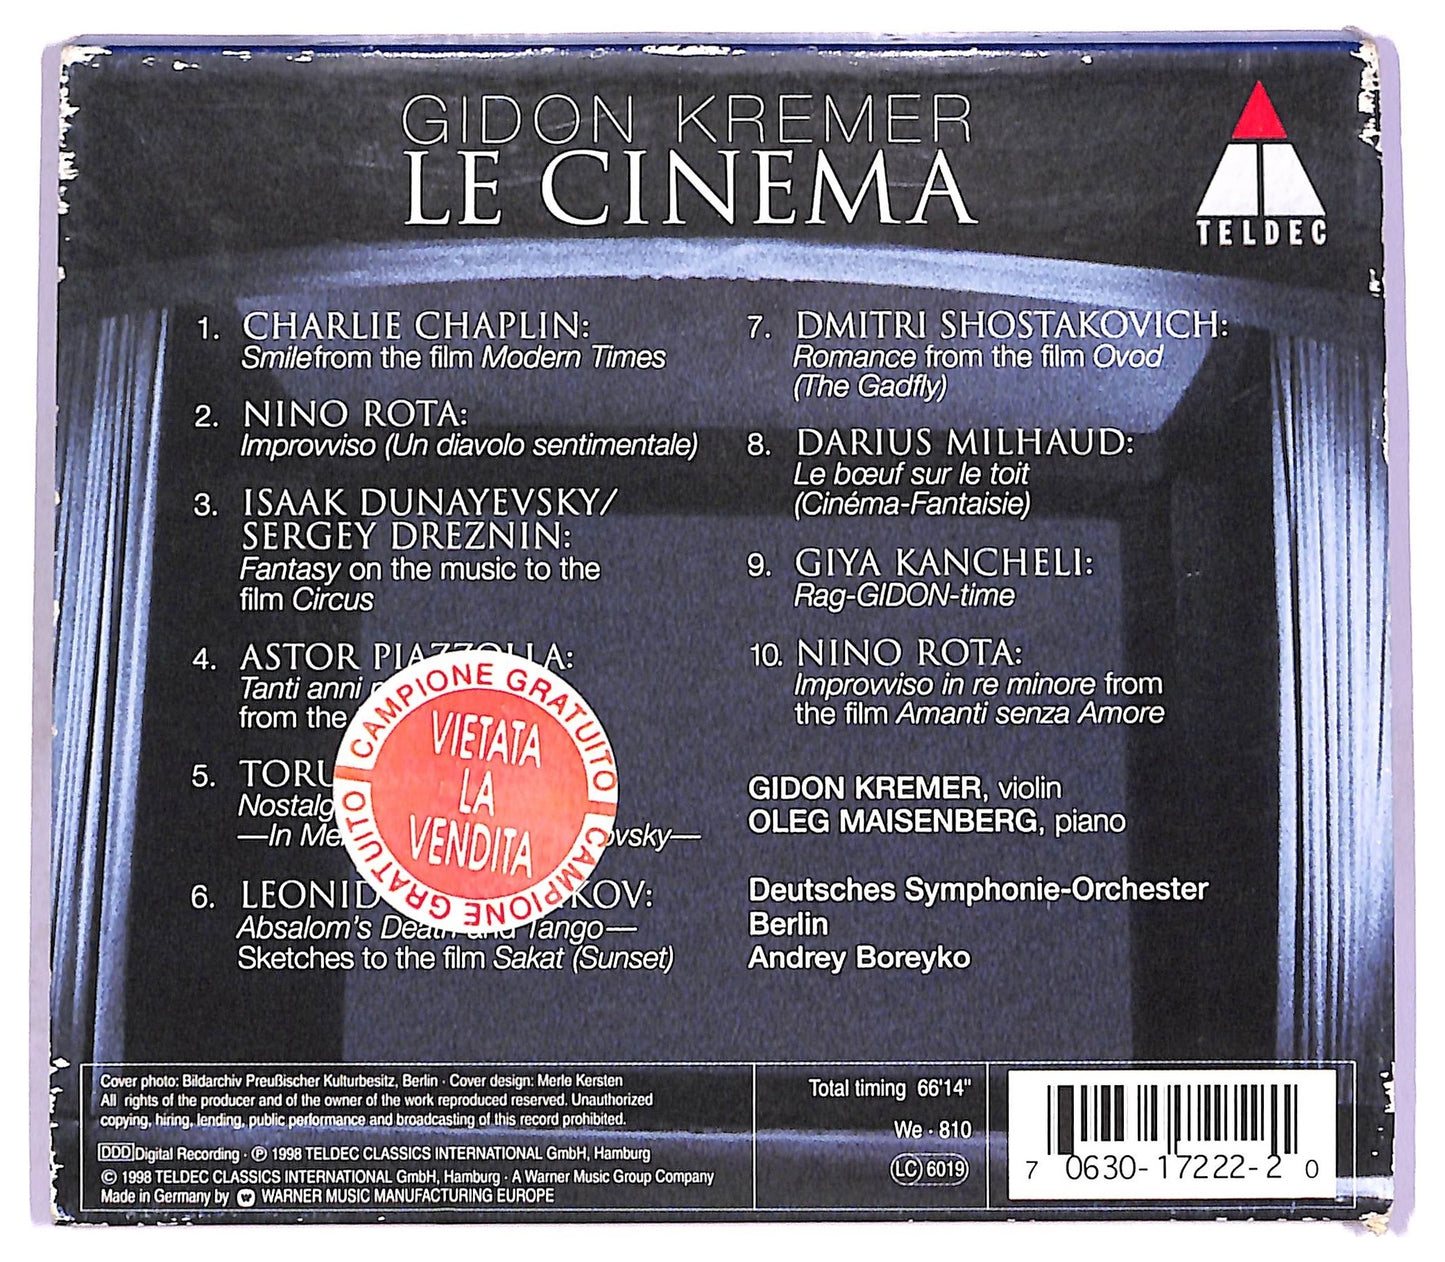 GIDON KREMER
LE CINEMA
TELDEC
1. CHARLIE CHAPLIN:
Smile from the film Modern Times
2. NINO ROTA:
Improvviso (Un diavolo sentimentale)
3. ISAAK DUNAYEVSKY/
SERGEY DREZNIN:
Fantasy on the music to the
film Circus
4. ASTOR PIAZZOLLA:
Tanti anni
from the
5. TORU
—In
6. LEONID
Absalom's Death and Tango—
Sketches to the film Sakat (Sunset)
CAMPIONE GRATUITO CAMPIONE GRATUITO
VIETATA
LA
VENDITA
7. DMITRI SHOSTAKOVICH:
Romance from the film Ovod
(The Gadfly)
8. DARIUS MILHAUD:
Le bœuf sur le toit
(Cinéma-Fantaisie)
9. GIYA KANCHELI:
Rag-GIDON-time
10. NINO ROTA:
Improvviso in re minore from
the film Amanti senza Amore
GIDON KREMER, violin
OLEG MAISENBERG, piano
Deutsches Symphonie-Orchester
Berlin
Andrey Boreyko
Cover photo: Bildarchiv Preußischer Kulturbesitz, Berlin · Cover design: Merle Kersten
All rights of the producer and of the owner of the work reproduced reserved. Unauthorized
copying, hiring, lending, public performance and broadcasting of this record prohibited.
DDD Digital Recording · ℗ 1998 TELDEC CLASSICS INTERNATIONAL GmbH, Hamburg
© 1998 TELDEC CLASSICS INTERNATIONAL GmbH, Hamburg · A Warner Music Group Company
Made in Germany by WARNER MUSIC MANUFACTURING EUROPE
Total timing 66'14"
We · 810
LC 6019
7 0630-17222-2 0